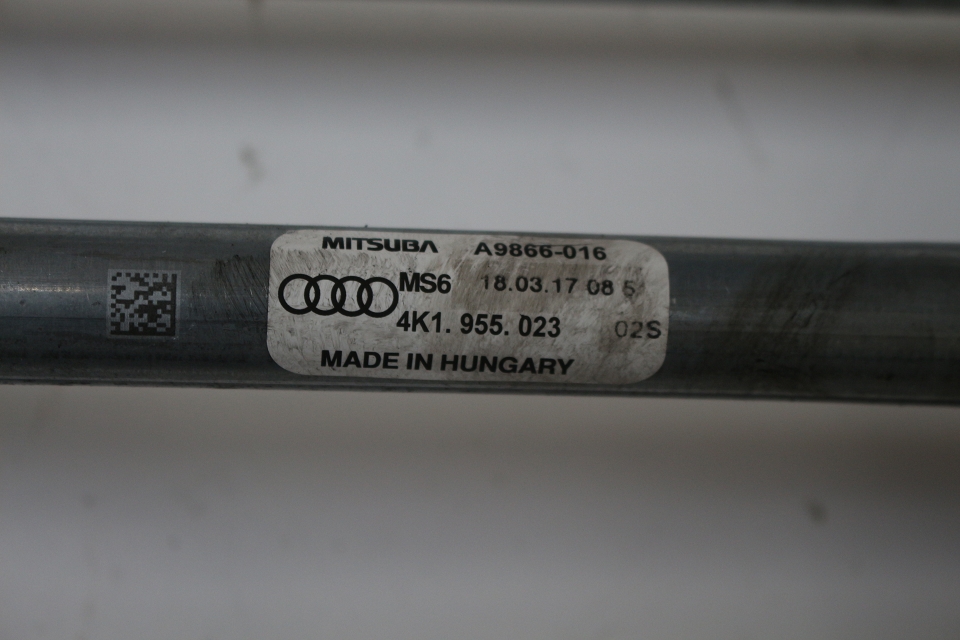 MITSUBA A9866-016
MS6 18.03.17 08 5
4K1. 955. 023 02S
MADE IN HUNGARY